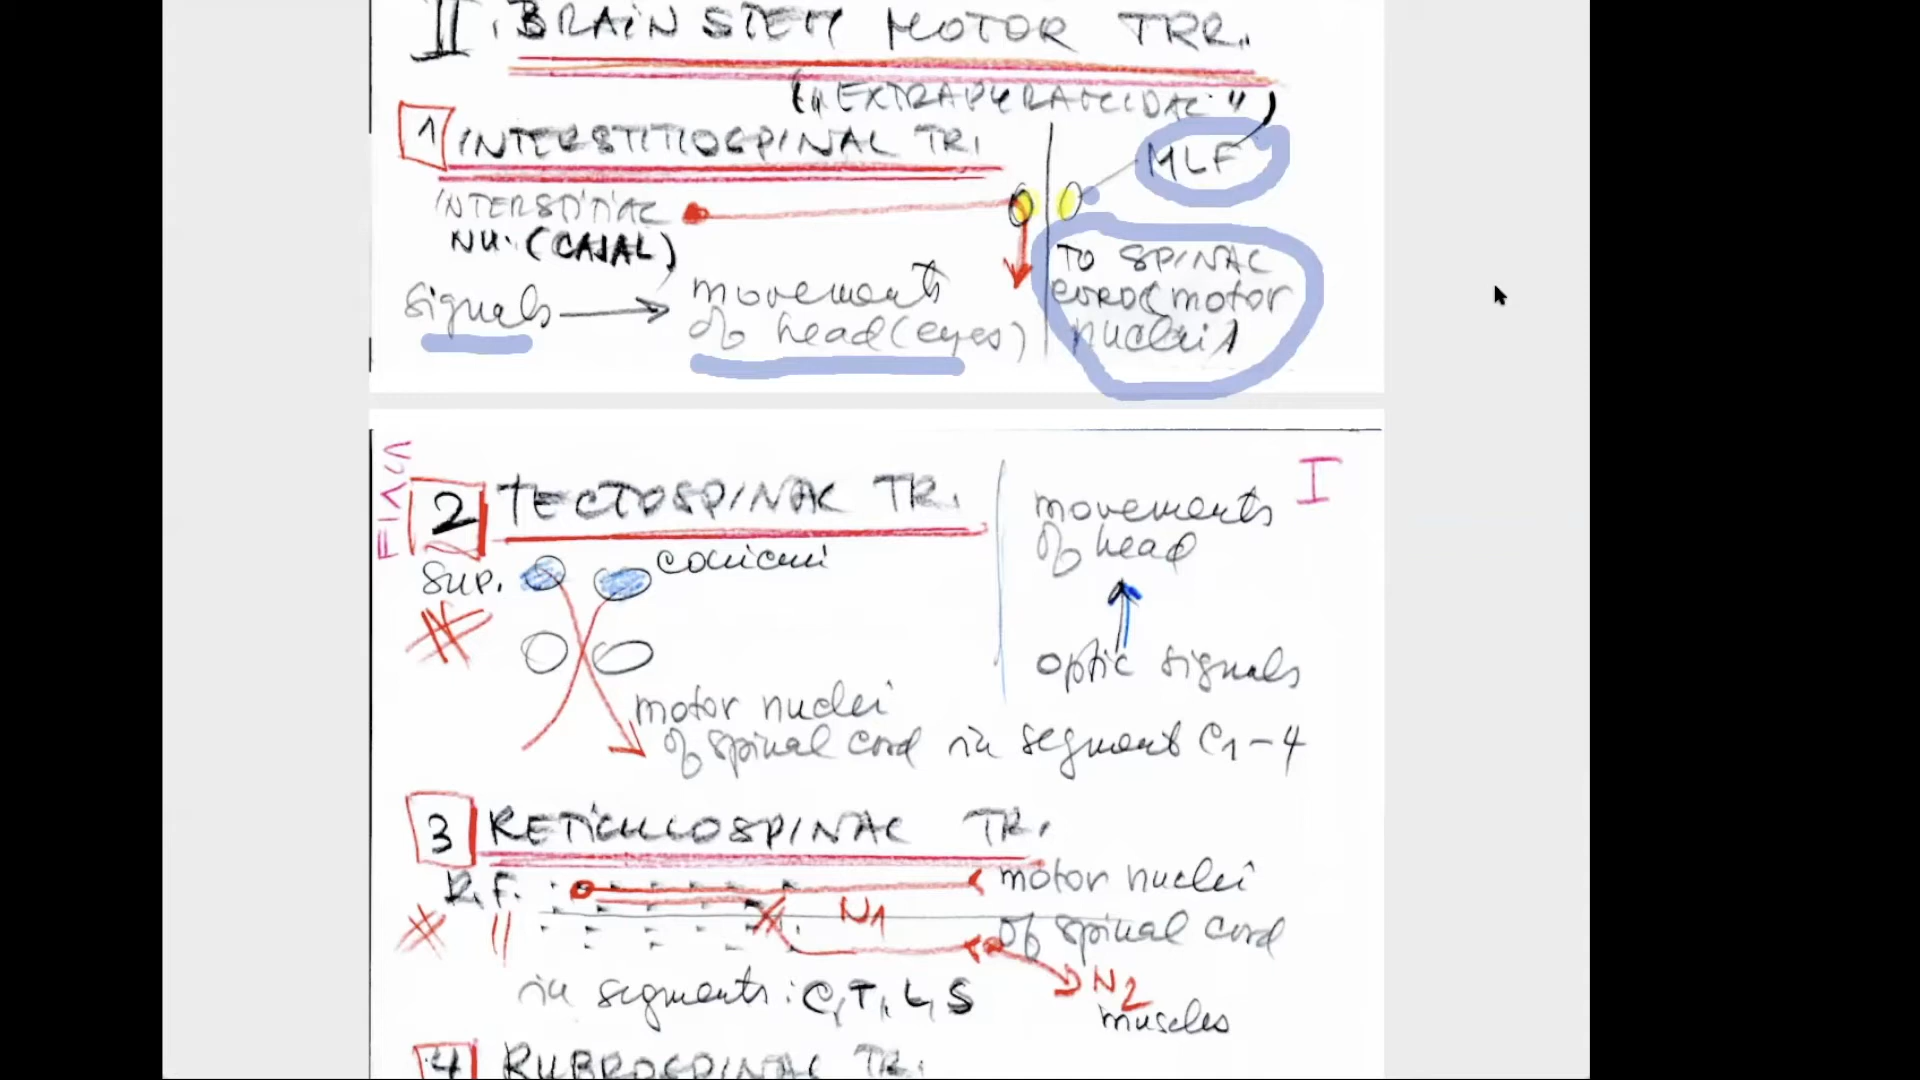 II. BRAIN STEM MOTOR TRR.
("EXTRAPYRAMIDAL")
1 INTERSTITIOSPINAL TR.
MLF
INTERSTITIAL
NU. (CAJAL)
TO SPINAL
CORD (motor
nuclei)
signals → movements
of head (eyes)
2 TECTOSPINAL TR.
I
movements
of head
Sup. colliculi
optic signals
motor nuclei
of spinal cord in segment C1-4
3 RETICULOSPINAL TR.
R.F. motor nuclei
N1
of spinal cord
in segments: C, T, L, S
N2
muscles
4 RUBROSPINAL TR.